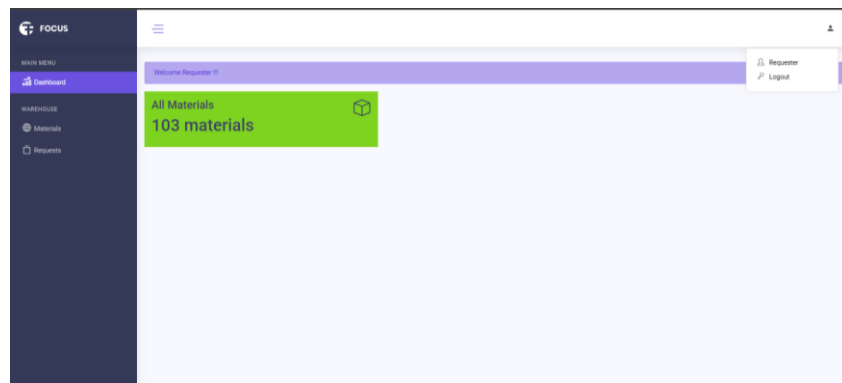 FOCUS
MAIN MENU
Dashboard
WAREHOUSE
Materials
Requests
Welcome Requester !!!
All Materials
103 materials
Requester
Logout